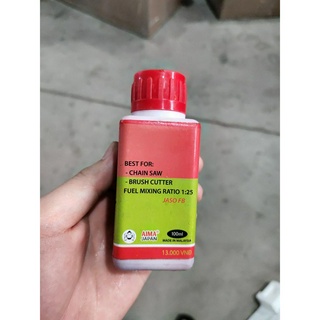 BEST FOR:
- CHAIN SAW
- BRUSH CUTTER
FUEL MIXING RATIO 1:25
JASO FB
AIMA
JAPAN
100ml
MADE IN MALAYSIA
13.000 VNĐ